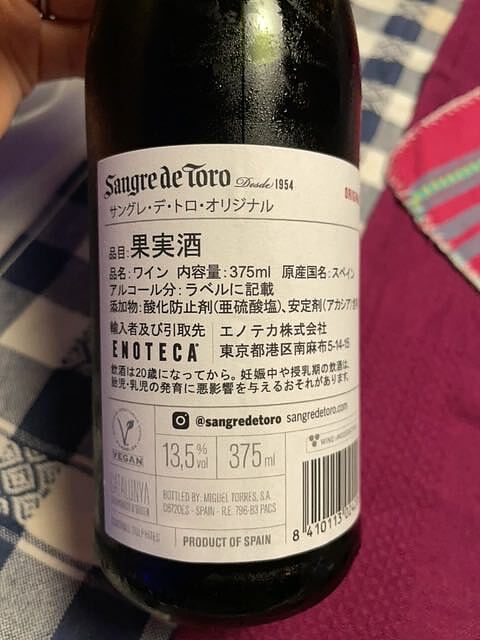 Sangre de Toro Desde 1954
サングレ・デ・トロ・オリジナル
品目:果実酒
品名:ワイン 内容量:375ml 原産国名:スペイン
アルコール分:ラベルに記載
添加物:酸化防止剤(亜硫酸塩)、安定剤(アカシア
輸入者及び引取先 エノテカ株式会社
ENOTECA 東京都港区南麻布5-14-15
飲酒は20歳になってから。妊娠中や授乳期の飲酒は、
胎児・乳児の発育に悪影響を与えるおそれがあります。
@sangredetoro sangredetoro.com
VEGAN
13,5% vol
375 ml
CATALUNYA
BOTTLED BY: MIGUEL TORRES, S.A.
SPAIN - R.E. 796-B3 PACS
SULPHITES
PRODUCT OF SPAIN
8 410113